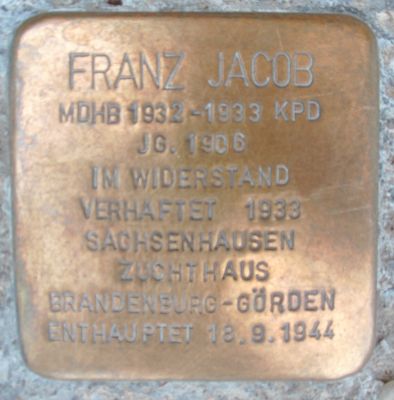 FRANZ JACOB
MDHB 1932-1933 KPD
JG. 1906
IM WIDERSTAND
VERHAFTET 1933
SACHSENHAUSEN
ZUCHTHAUS
BRANDENBURG-GÖRDEN
ENTHAUPTET 18.9.1944